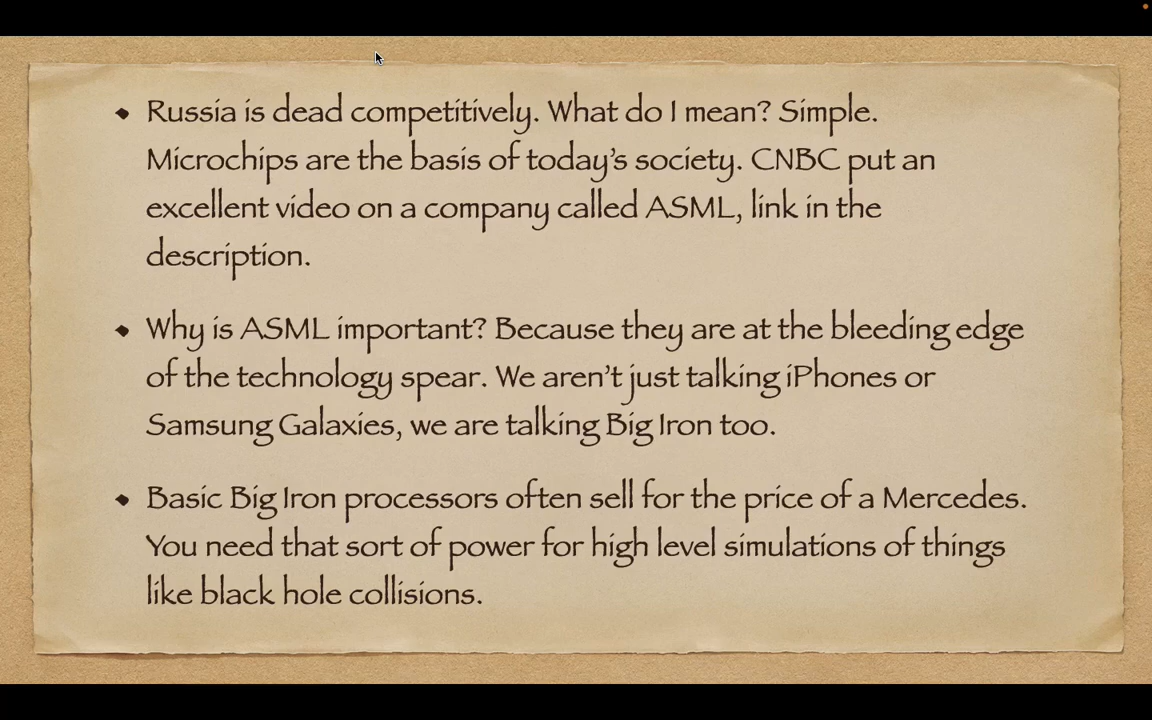 Russia is dead competitively. What do I mean? Simple.
Microchips are the basis of today's society. CNBC put an
excellent video on a company called ASML, link in the
description.
Why is ASML important? Because they are at the bleeding edge
of the technology spear. We aren't just talking iPhones or
Samsung Galaxies, we are talking Big Iron too.
Basic Big Iron processors often sell for the price of a Mercedes.
You need that sort of power for high level simulations of things
like black hole collisions.